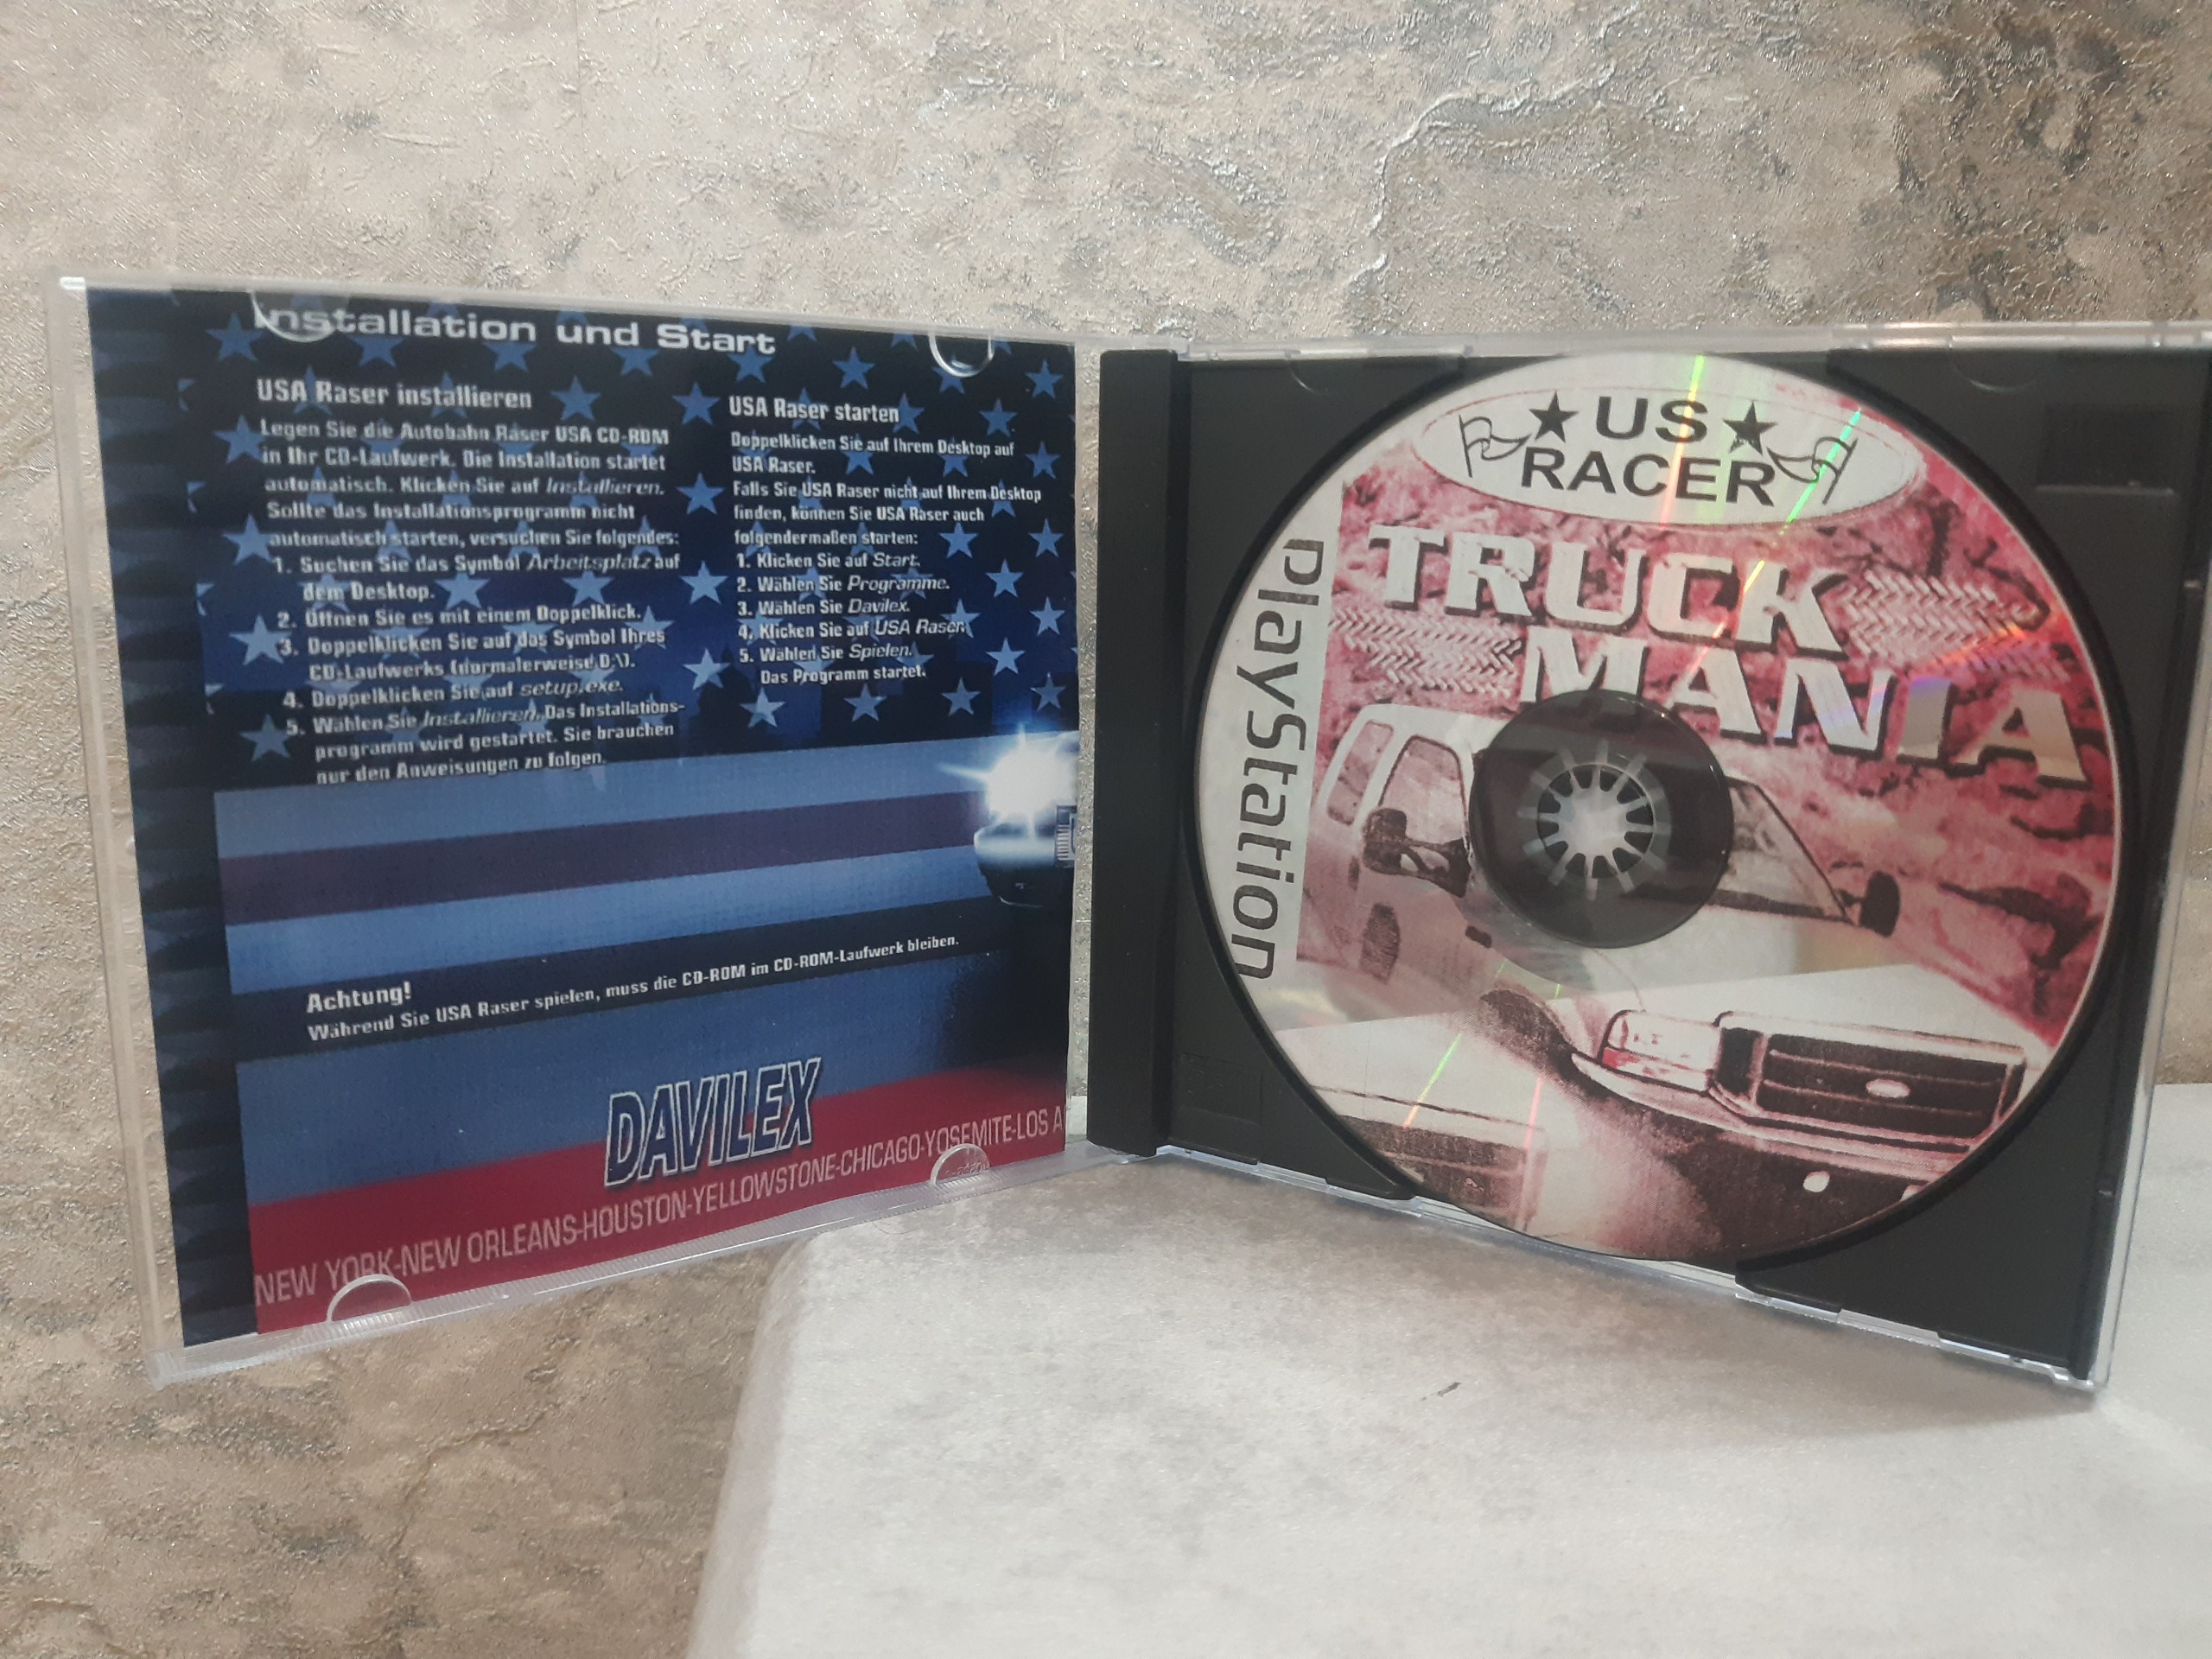 Installation und Start
USA Raser installieren
Legen Sie die Autobahn Raser USA CD-ROM
in Ihr CD-Laufwerk. Die Installation startet
automatisch. Klicken Sie auf Installieren.
Sollte das Installationsprogramm nicht
automatisch starten, versuchen Sie folgendes:
1. Suchen Sie das Symbol Arbeitsplatz auf
dem Desktop.
2. Öffnen Sie es mit einem Doppelklick.
3. Doppelklicken Sie auf das Symbol Ihres
CD-Laufwerks (normalerweise D:\).
4. Doppelklicken Sie auf setup.exe.
5. Wählen Sie Installieren. Das Installations-
programm wird gestartet. Sie brauchen
nur den Anweisungen zu folgen.
USA Raser starten
Doppelklicken Sie auf Ihrem Desktop auf
USA Raser.
Falls Sie USA Raser nicht auf Ihrem Desktop
finden, können Sie USA Raser auch
folgendermaßen starten:
1. Klicken Sie auf Start.
2. Wählen Sie Programme.
3. Wählen Sie Davilex.
4. Klicken Sie auf USA Raser.
5. Wählen Sie Spielen.
Das Programm startet.
Achtung!
Während Sie USA Raser spielen, muss die CD-ROM im CD-ROM-Laufwerk bleiben.
DAVILEX
NEW YORK-NEW ORLEANS-HOUSTON-YELLOWSTONE-CHICAGO-YOSEMITE-LOS A
US
RACER
TRUCK
MANIA
PlayStation